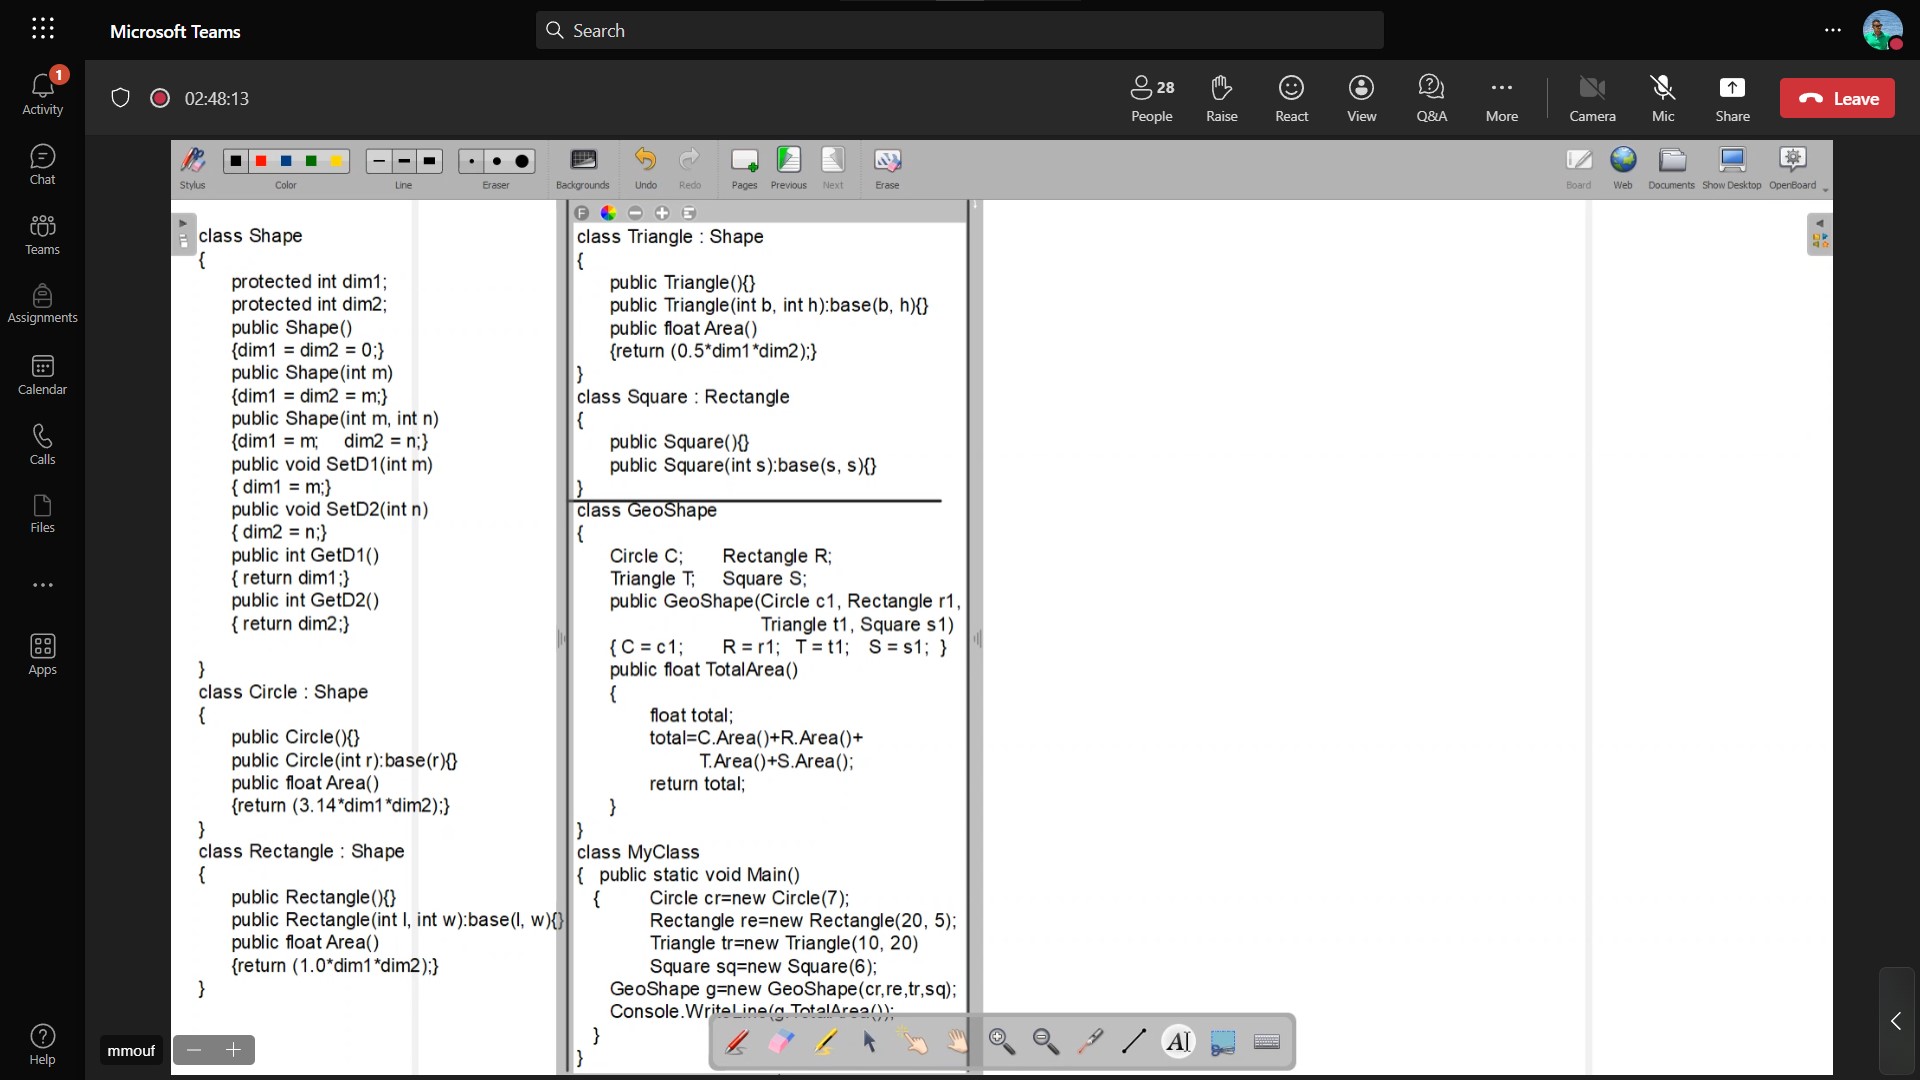 Microsoft Teams
Search
1
Activity
Chat
Teams
Assignments
Calendar
Calls
Files
Apps
Help
02:48:13
28
People
Raise
React
View
Q&A
More
Camera
Mic
Share
Leave
Stylus
Color
Line
Eraser
Backgrounds
Undo
Redo
Pages
Previous
Next
Erase
Board
Web
Documents
Show Desktop
OpenBoard
class Shape
{
protected int dim1;
protected int dim2;
public Shape()
{dim1 = dim2 = 0;}
public Shape(int m)
{dim1 = dim2 = m;}
public Shape(int m, int n)
{dim1 = m; dim2 = n;}
public void SetD1(int m)
{ dim1 = m;}
public void SetD2(int n)
{ dim2 = n;}
public int GetD1()
{ return dim1;}
public int GetD2()
{ return dim2;}
}
class Circle : Shape
{
public Circle(){}
public Circle(int r):base(r){}
public float Area()
{return (3.14*dim1*dim2);}
}
class Rectangle : Shape
{
public Rectangle(){}
public Rectangle(int l, int w):base(l, w){}
public float Area()
{return (1.0*dim1*dim2);}
}
F
class Triangle : Shape
{
public Triangle(){}
public Triangle(int b, int h):base(b, h){}
public float Area()
{return (0.5*dim1*dim2);}
}
class Square : Rectangle
{
public Square(){}
public Square(int s):base(s, s){}
}
class GeoShape
{
Circle C; Rectangle R;
Triangle T; Square S;
public GeoShape(Circle c1, Rectangle r1,
Triangle t1, Square s1)
{ C = c1; R = r1; T = t1; S = s1; }
public float TotalArea()
{
float total;
total=C.Area()+R.Area()+
T.Area()+S.Area();
return total;
}
}
class MyClass
{ public static void Main()
{ Circle cr=new Circle(7);
Rectangle re=new Rectangle(20, 5);
Triangle tr=new Triangle(10, 20)
Square sq=new Square(6);
GeoShape g=new GeoShape(cr,re,tr,sq);
Console.WriteLine(g.TotalArea());
}
}
mmouf
AI